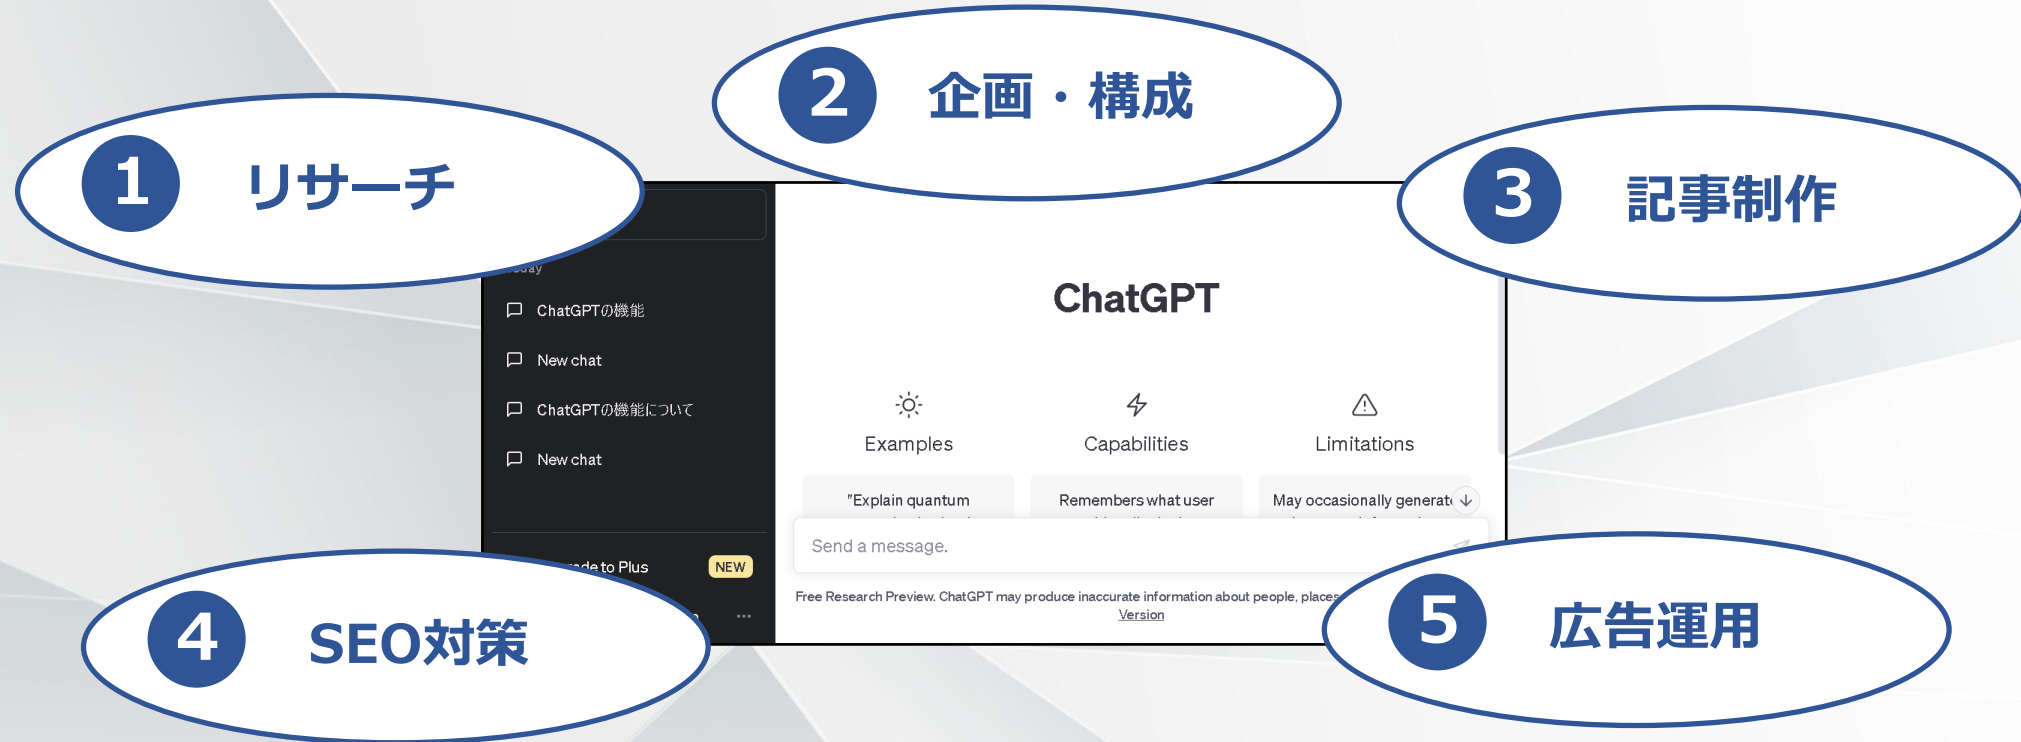 1 リサーチ
2 企画・構成
3 記事制作
ChatGPTの機能
New chat
ChatGPTの機能について
New chat
to Plus
NEW
ChatGPT
Examples
Capabilities
Limitations
"Explain quantum
Remembers what user
May occasionally generate
Send a message.
Free Research Preview. ChatGPT may produce inaccurate information about people, places
Version
4 SEO対策
5 広告運用